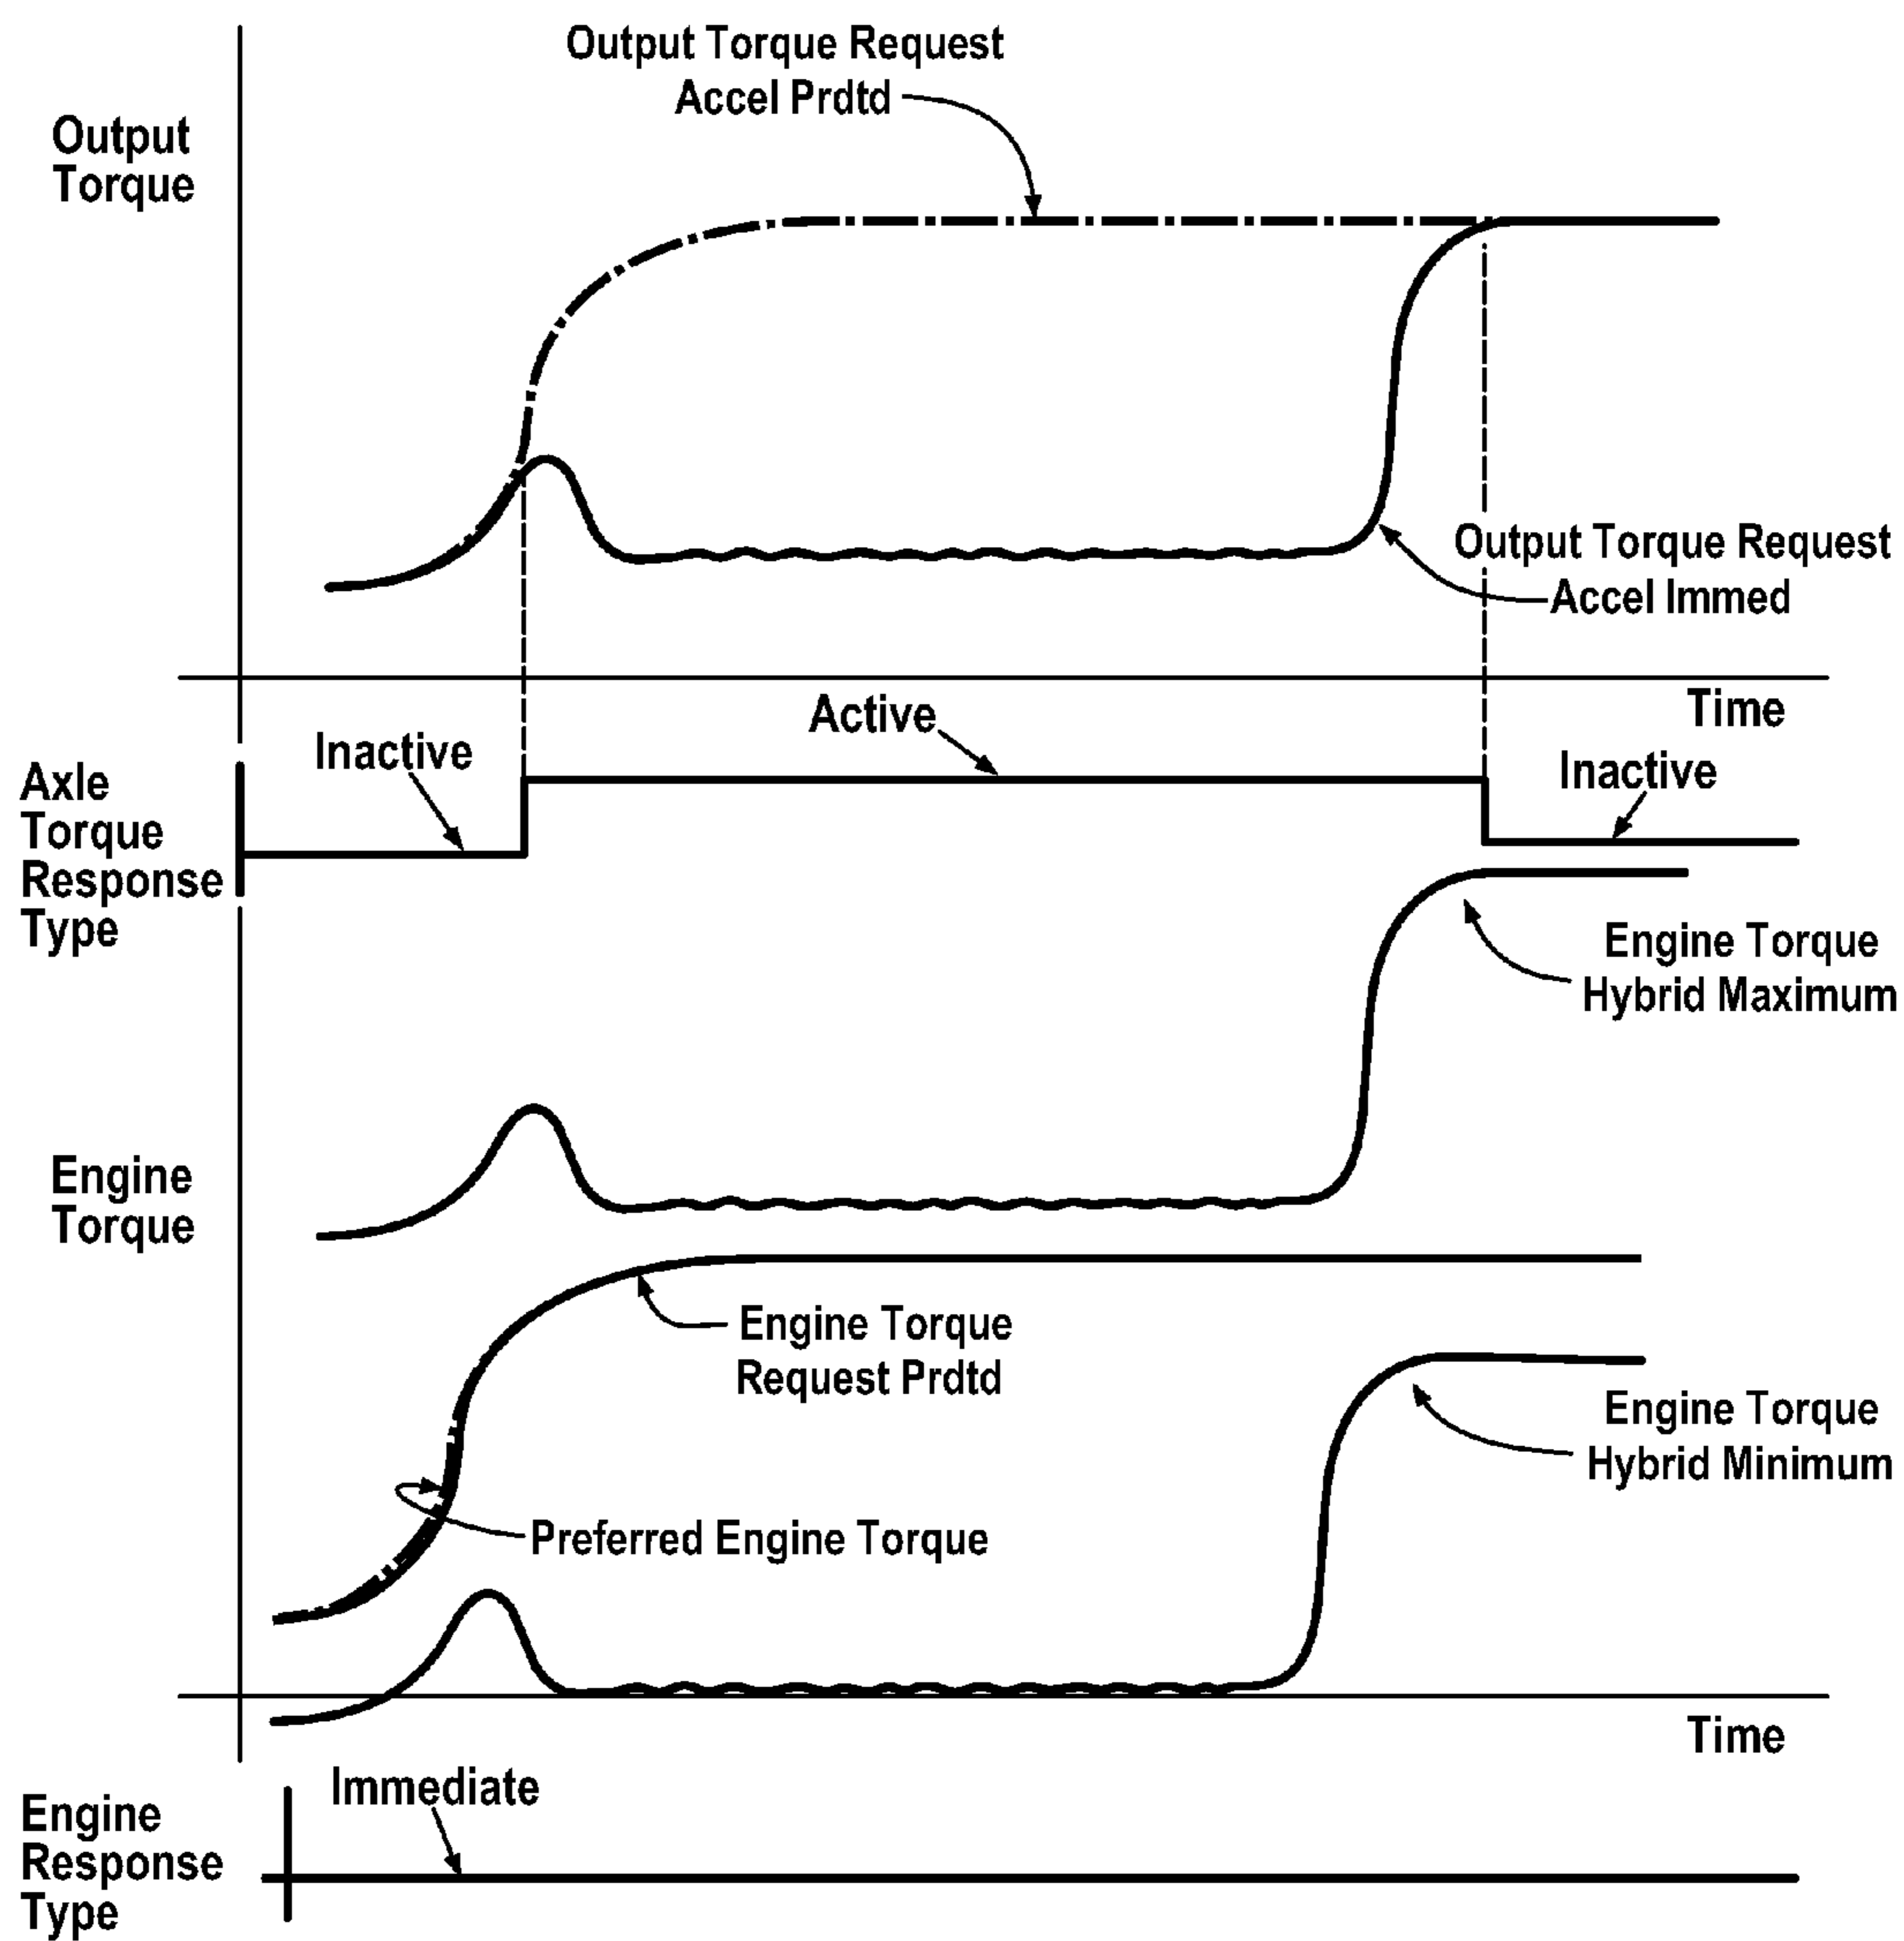 Output Torque Request
Accel Prdtd
Output
Torque
Output Torque Request
Accel Immed
Time
Active
Inactive
Inactive
Axle
Torque
Response
Type
Engine Torque
Hybrid Maximum
Engine
Torque
Engine Torque
Request Prdtd
Engine Torque
Hybrid Minimum
Preferred Engine Torque
Time
Immediate
Engine
Response
Type